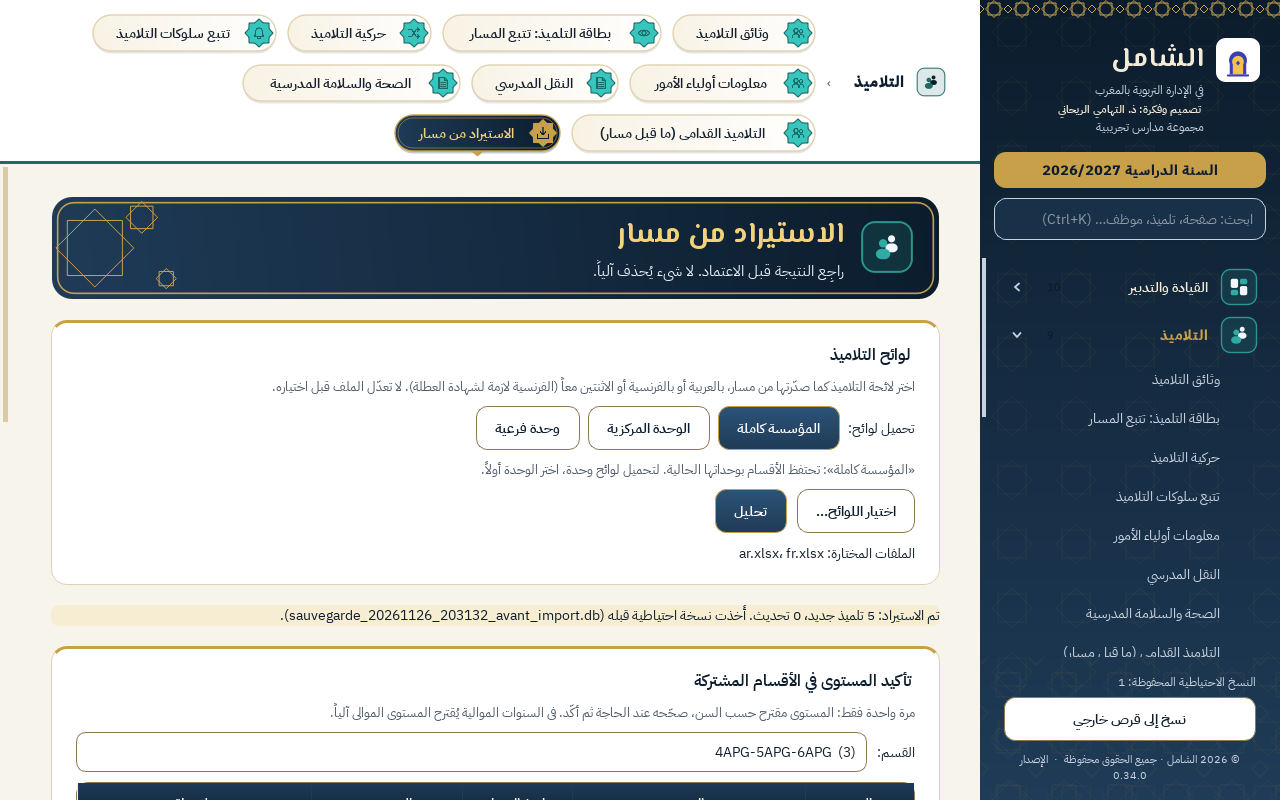 الشامل
في الإدارة التربوية بالمغرب
تصميم وفكرة: ذ. التهامي الريحاني
مجموعة مدارس تجريبية
السنة الدراسية 2026/2027
ابحث: صفحة، تلميذ، موظف... (Ctrl+K)
القيادة والتدبير 10
التلاميذ 9
وثائق التلاميذ
بطاقة التلميذ: تتبع المسار
حركية التلاميذ
تتبع سلوكات التلاميذ
معلومات أولياء الأمور
النقل المدرسي
الصحة والسلامة المدرسية
التلاميذ القدامى (ما قبل مسار)
النسخ الاحتياطية المحفوظة: 1
نسخ إلى قرص خارجي
© 2026 الشامل · جميع الحقوق محفوظة · الإصدار
0.34.0
التلاميذ ‹
وثائق التلاميذ بطاقة التلميذ: تتبع المسار حركية التلاميذ تتبع سلوكات التلاميذ
معلومات أولياء الأمور النقل المدرسي الصحة والسلامة المدرسية
التلاميذ القدامى (ما قبل مسار) الاستيراد من مسار
الاستيراد من مسار
راجِع النتيجة قبل الاعتماد. لا شيء يُحذف آلياً.
لوائح التلاميذ
اختر لائحة التلاميذ كما صدّرتها من مسار، بالعربية أو بالفرنسية أو الاثنتين معاً (الفرنسية لازمة لشهادة العطلة). لا تعدّل الملف قبل اختياره.
تحميل لوائح: المؤسسة كاملة الوحدة المركزية وحدة فرعية
«المؤسسة كاملة»: تحتفظ الأقسام بوحداتها الحالية. لتحميل لوائح وحدة، اختر الوحدة أولاً.
اختيار اللوائح... تحليل
الملفات المختارة: ar.xlsx، fr.xlsx
تم الاستيراد: 5 تلميذ جديد، 0 تحديث. أخذت نسخة احتياطية قبله (sauvegarde_20261126_203132_avant_import.db).
تأكيد المستوى في الأقسام المشتركة
مرة واحدة فقط: المستوى مقترح حسب السن، صحّحه عند الحاجة ثم أكّد. في السنوات الموالية يُقترح المستوى الموالي آلياً.
القسم: 4APG-5APG-6APG (3)